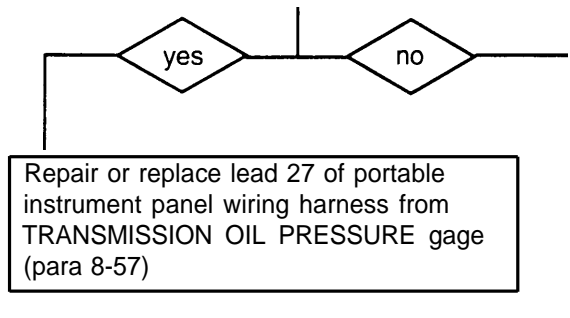 yes
no
Repair or replace lead 27 of portable
instrument panel wiring harness from
TRANSMISSION OIL PRESSURE gage
(para 8-57)